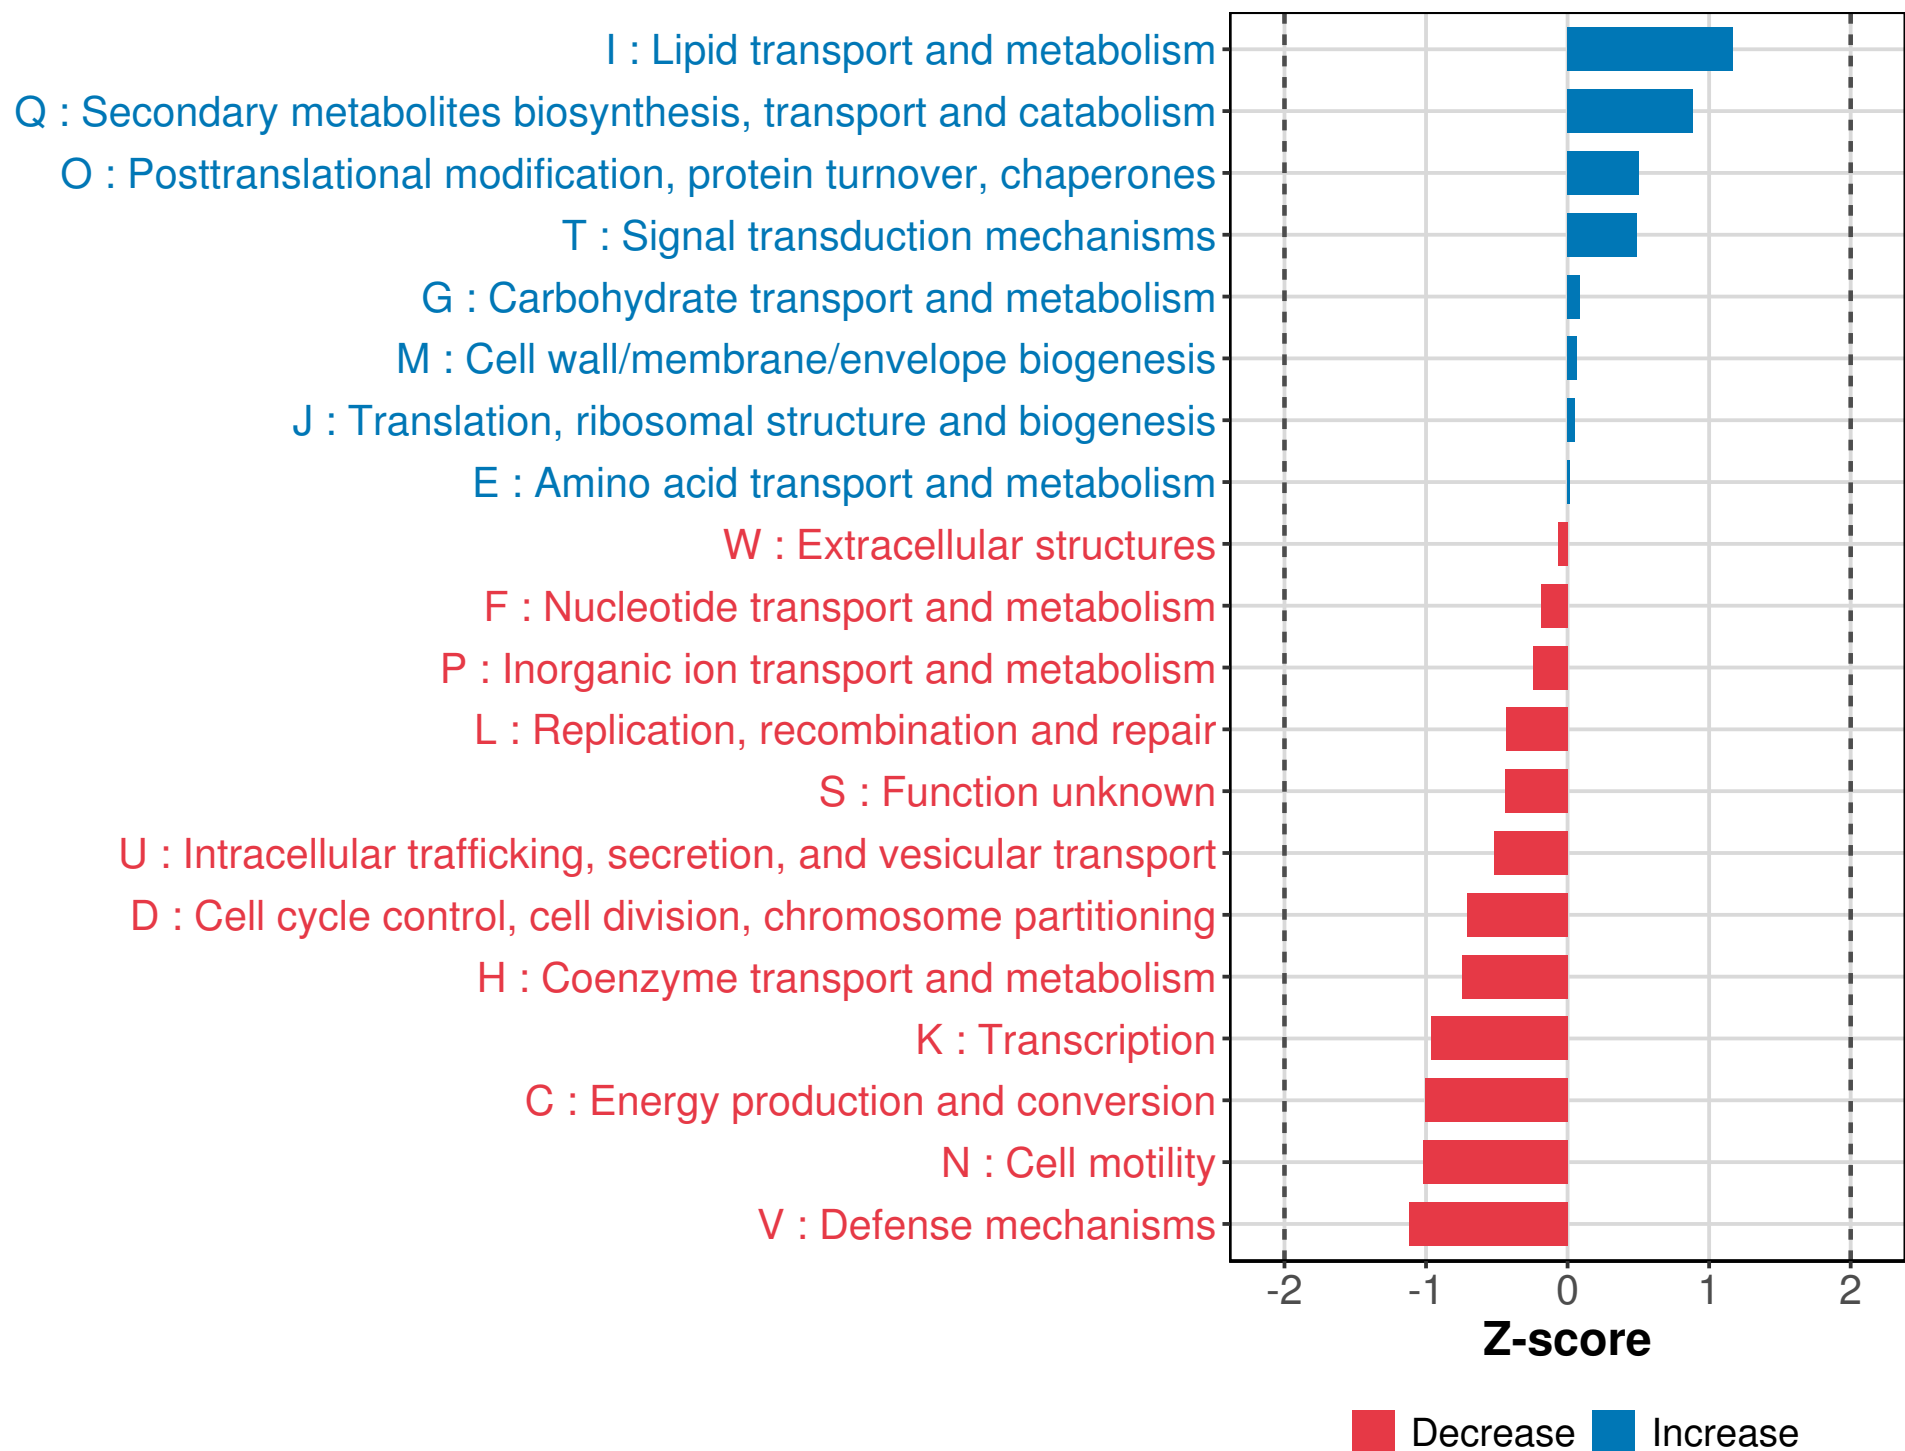 I : Lipid transport and metabolism
Q : Secondary metabolites biosynthesis, transport and catabolism
O : Posttranslational modification, protein turnover, chaperones
T : Signal transduction mechanisms
G : Carbohydrate transport and metabolism
M : Cell wall/membrane/envelope biogenesis
J : Translation, ribosomal structure and biogenesis
E : Amino acid transport and metabolism
W : Extracellular structures
F : Nucleotide transport and metabolism
P : Inorganic ion transport and metabolism
L : Replication, recombination and repair
S : Function unknown
U : Intracellular trafficking, secretion, and vesicular transport
D : Cell cycle control, cell division, chromosome partitioning
H : Coenzyme transport and metabolism
K : Transcription
C : Energy production and conversion
N : Cell motility
V : Defense mechanisms
-2 -1 0 1 2
Z-score
Decrease Increase